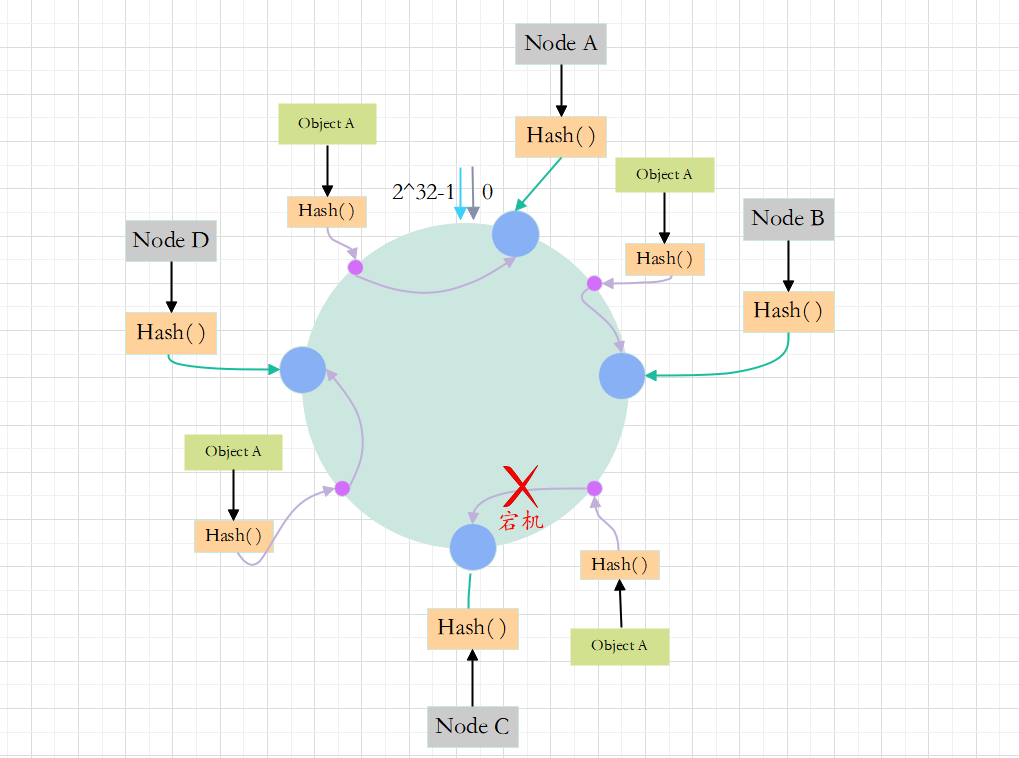 Node A
Object A
Hash( )
Object A
2^32-1
0
Hash( )
Node B
Node D
Hash( )
Hash( )
Hash( )
Object A
宕机
Hash( )
Hash( )
Hash( )
Object A
Node C